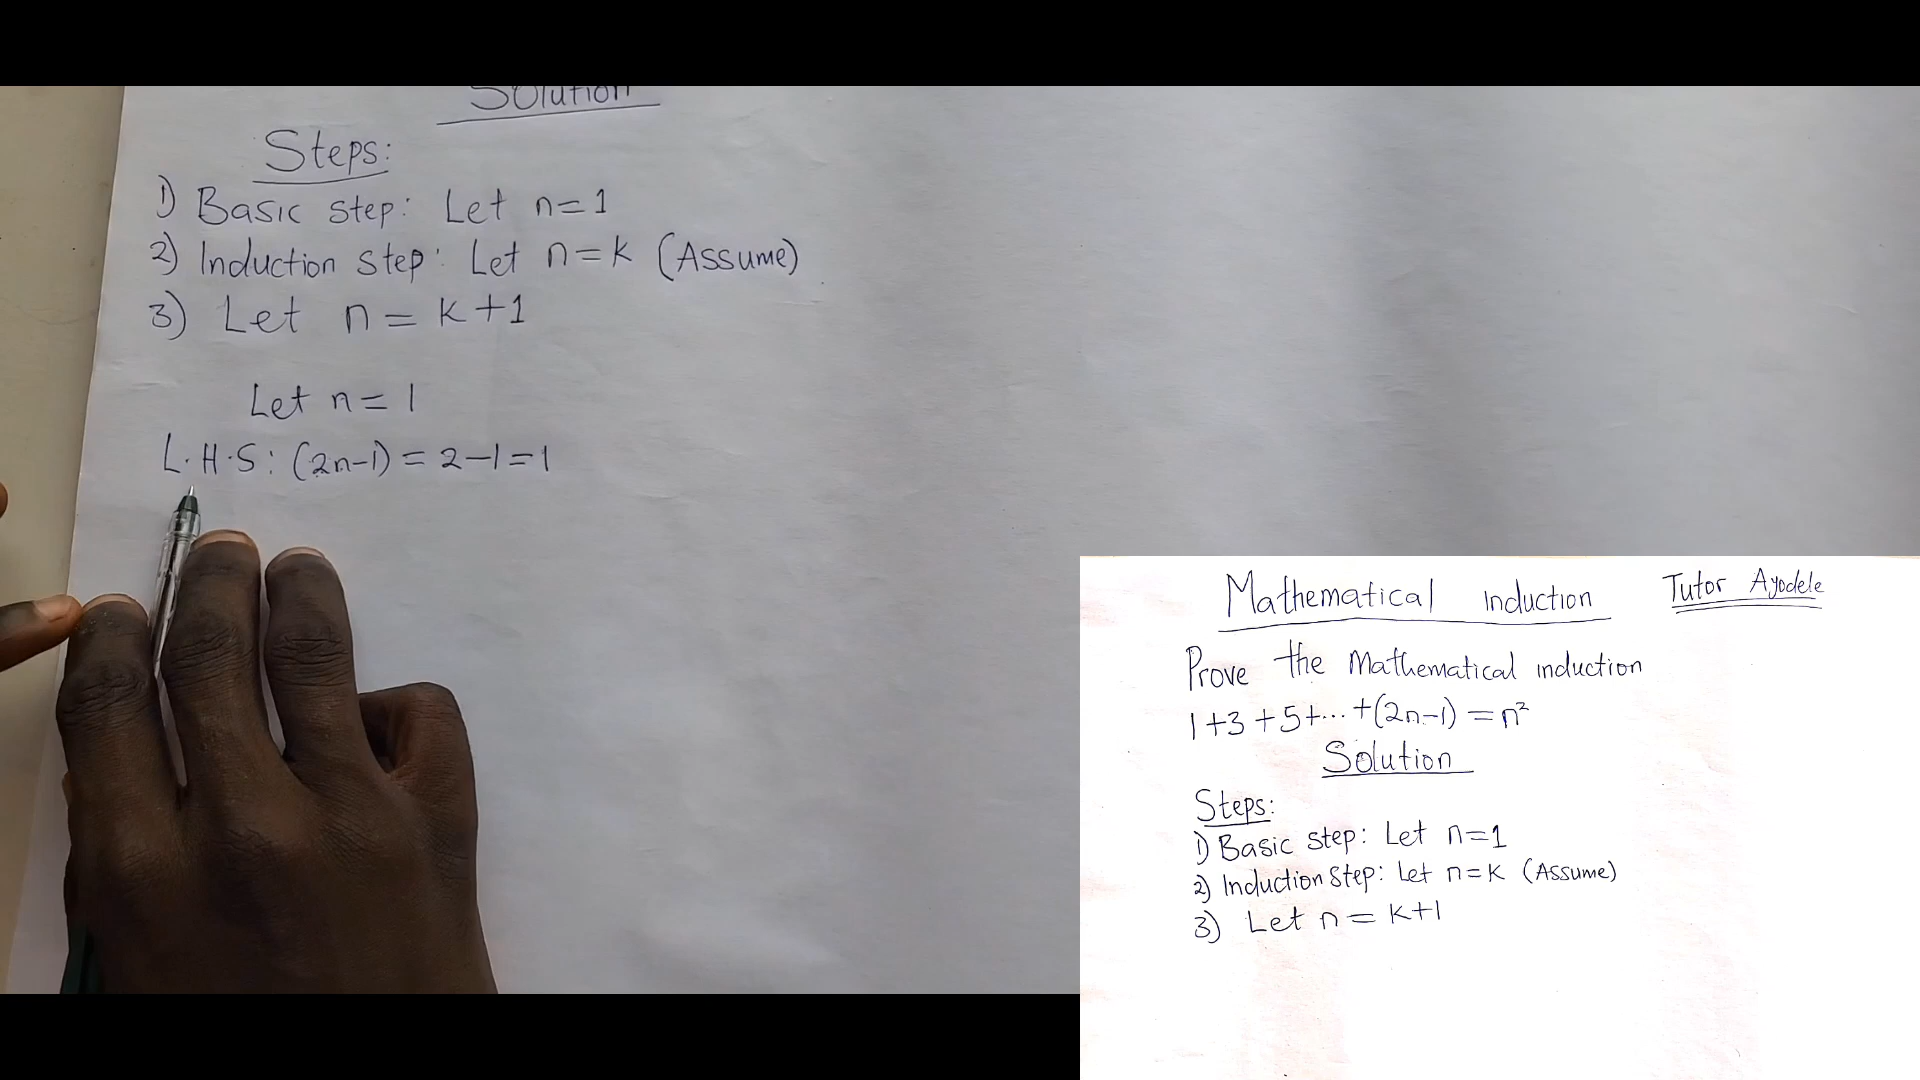 Solution
Steps:
1) Basic step: Let n=1
2) Induction step: Let n=k (Assume)
3) Let n=k+1
Let n=1
L.H.S: (2n-1) = 2-1=1
Mathematical induction
Tutor Ayodele
Prove the Mathematical induction
1+3+5+...+(2n-1)=n²
Solution
Steps:
1) Basic step: Let n=1
2) Induction step: Let n=k (Assume)
3) Let n=k+1